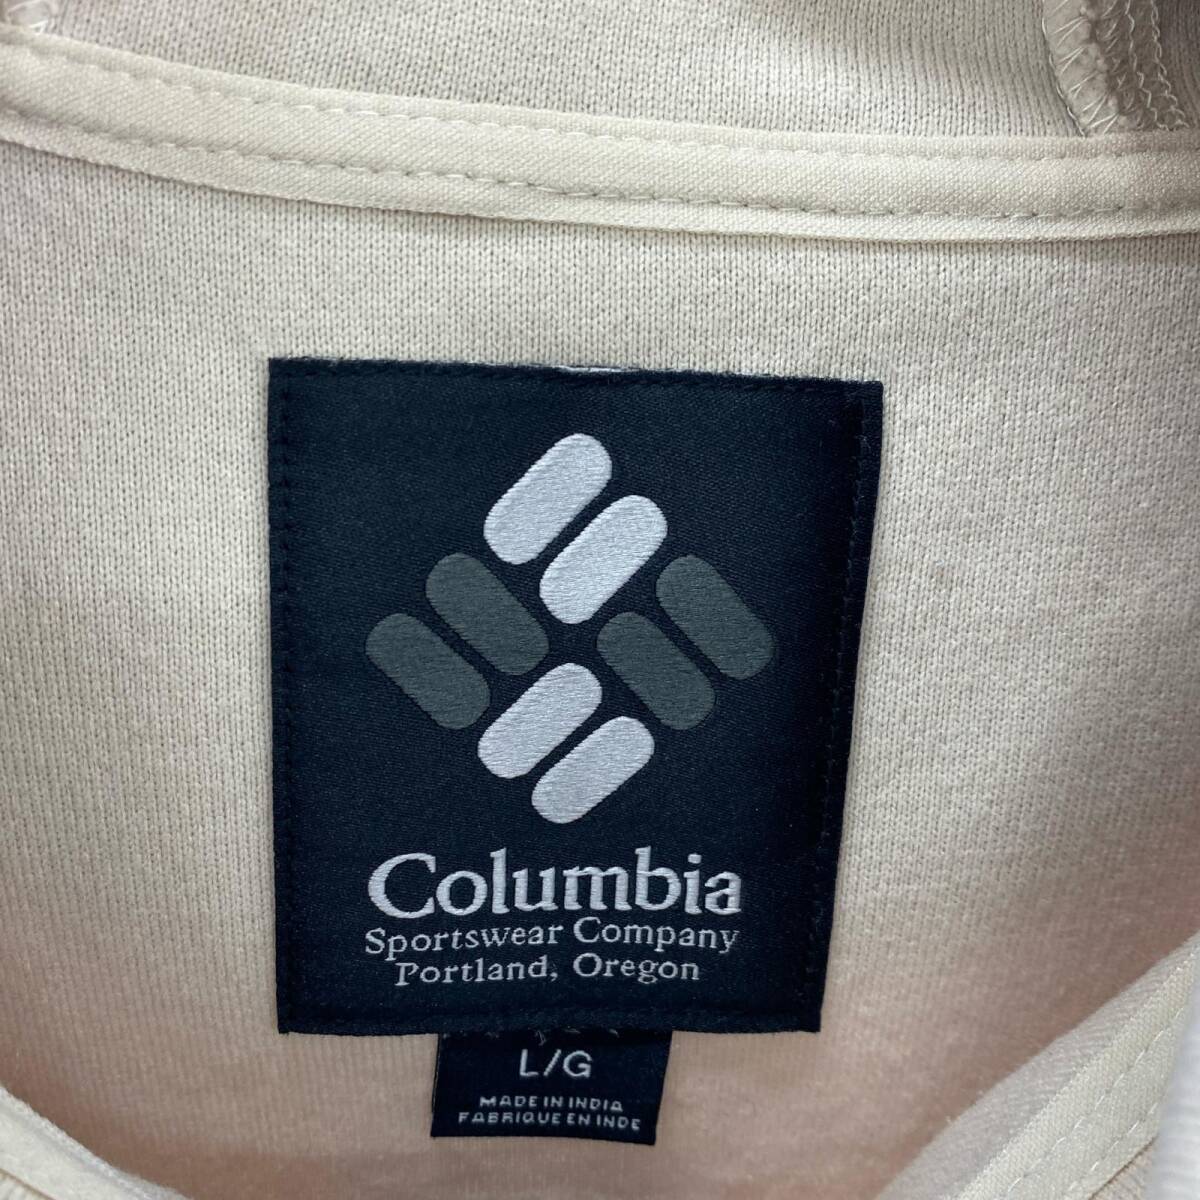 Columbia
Sportswear Company
Portland, Oregon
L/G
MADE IN INDIA
FABRIQUE EN INDE